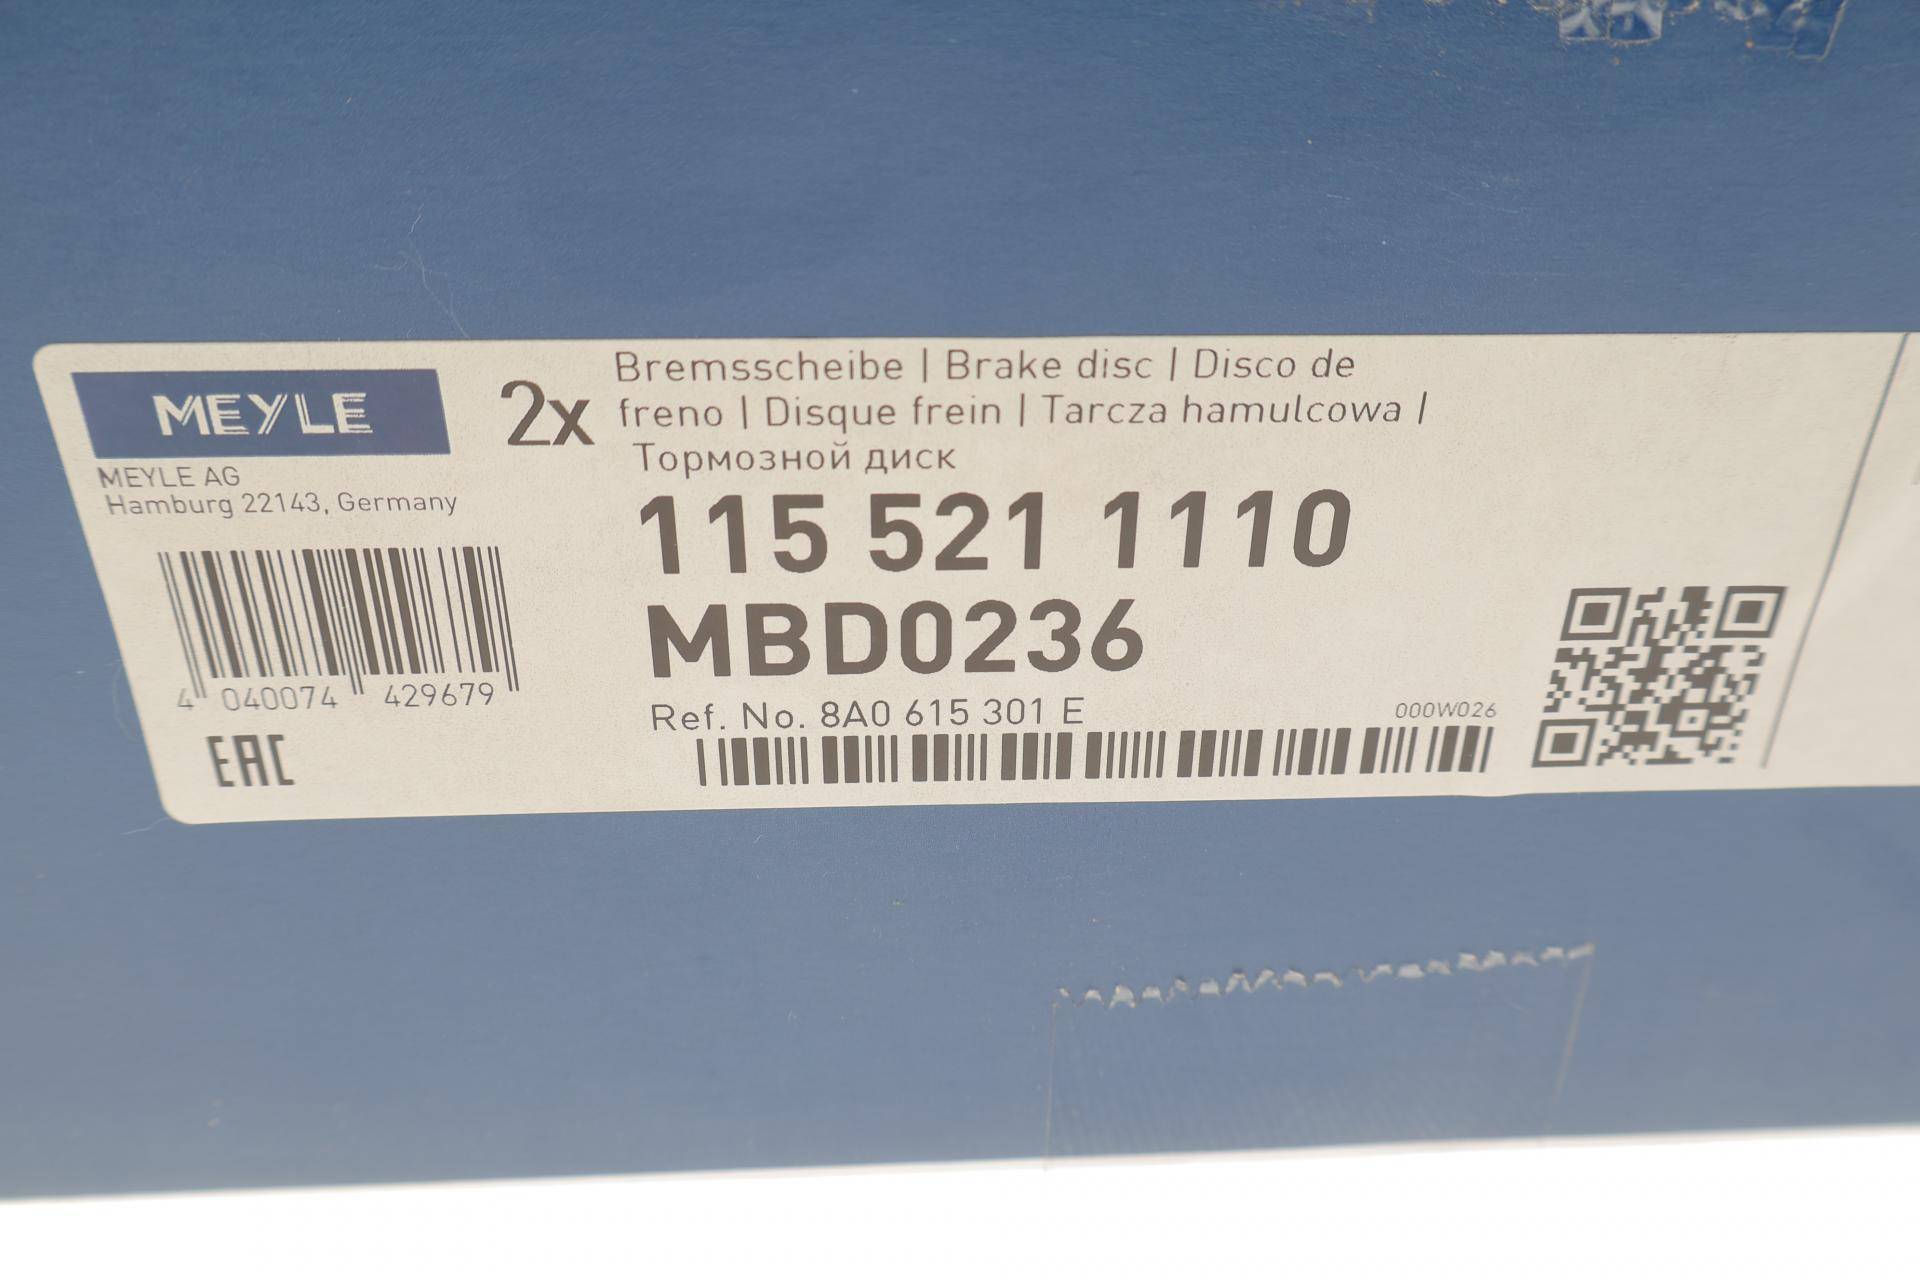 MEYLE
MEYLE AG
Hamburg 22143, Germany
4 040074 429679
EAC
2x
Bremsscheibe | Brake disc | Disco de
freno | Disque frein | Tarcza hamulcowa |
Тормозной диск
115 521 1110
MBD0236
Ref. No. 8A0 615 301 E
000W026